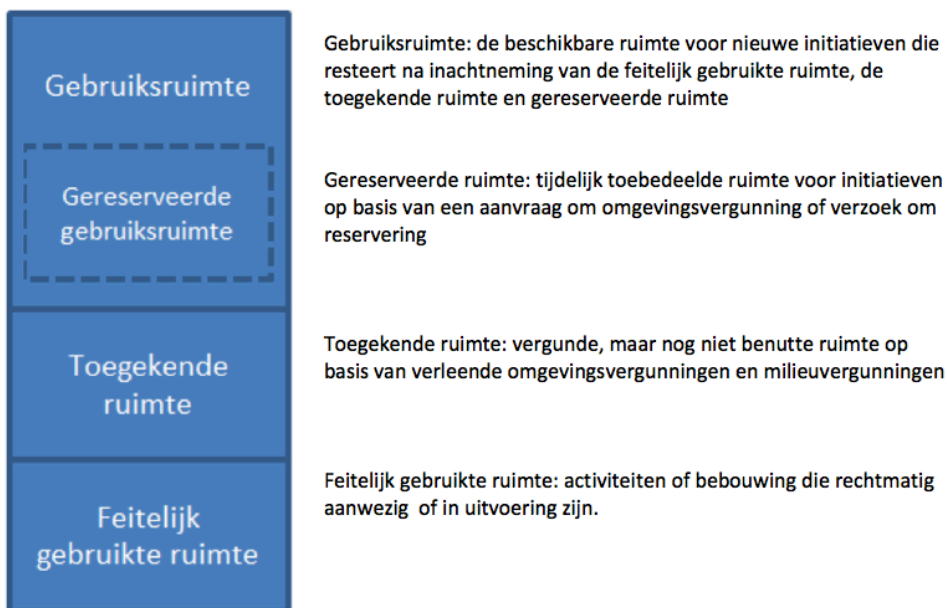 Gebruiksruimte
Gebruiksruimte: de beschikbare ruimte voor nieuwe initiatieven die
resteert na inachtneming van de feitelijk gebruikte ruimte, de
toegekende ruimte en gereserveerde ruimte
Gereserveerde
gebruiksruimte
Gereserveerde ruimte: tijdelijk toebedeelde ruimte voor initiatieven
op basis van een aanvraag om omgevingsvergunning of verzoek om
reservering
Toegekende
ruimte
Toegekende ruimte: vergunde, maar nog niet benutte ruimte op
basis van verleende omgevingsvergunningen en milieuvergunningen
Feitelijk
gebruikte ruimte
Feitelijk gebruikte ruimte: activiteiten of bebouwing die rechtmatig
aanwezig of in uitvoering zijn.